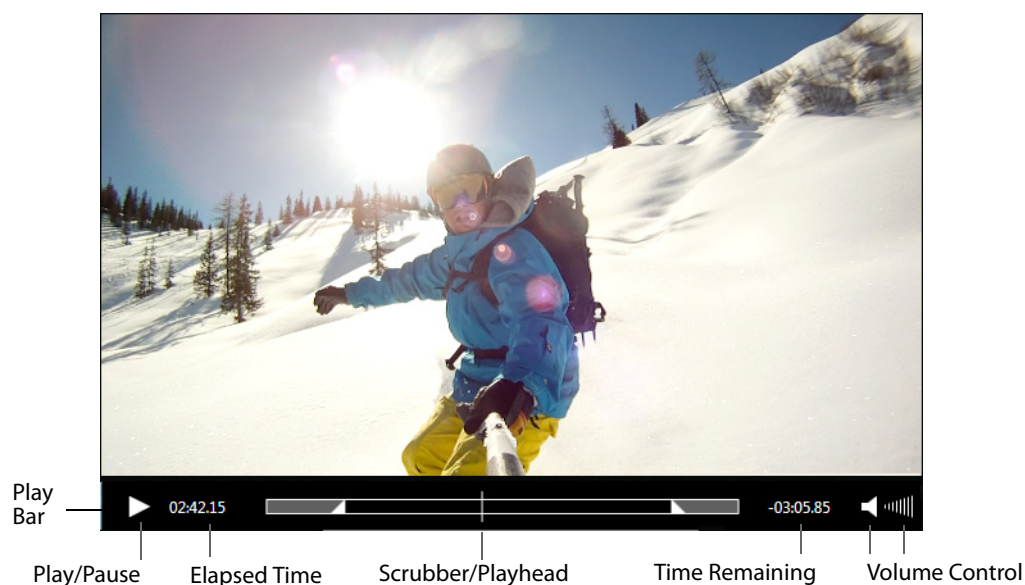 Play
Bar
02:42.15
-03:05.85
Play/Pause
Elapsed Time
Scrubber/Playhead
Time Remaining
Volume Control